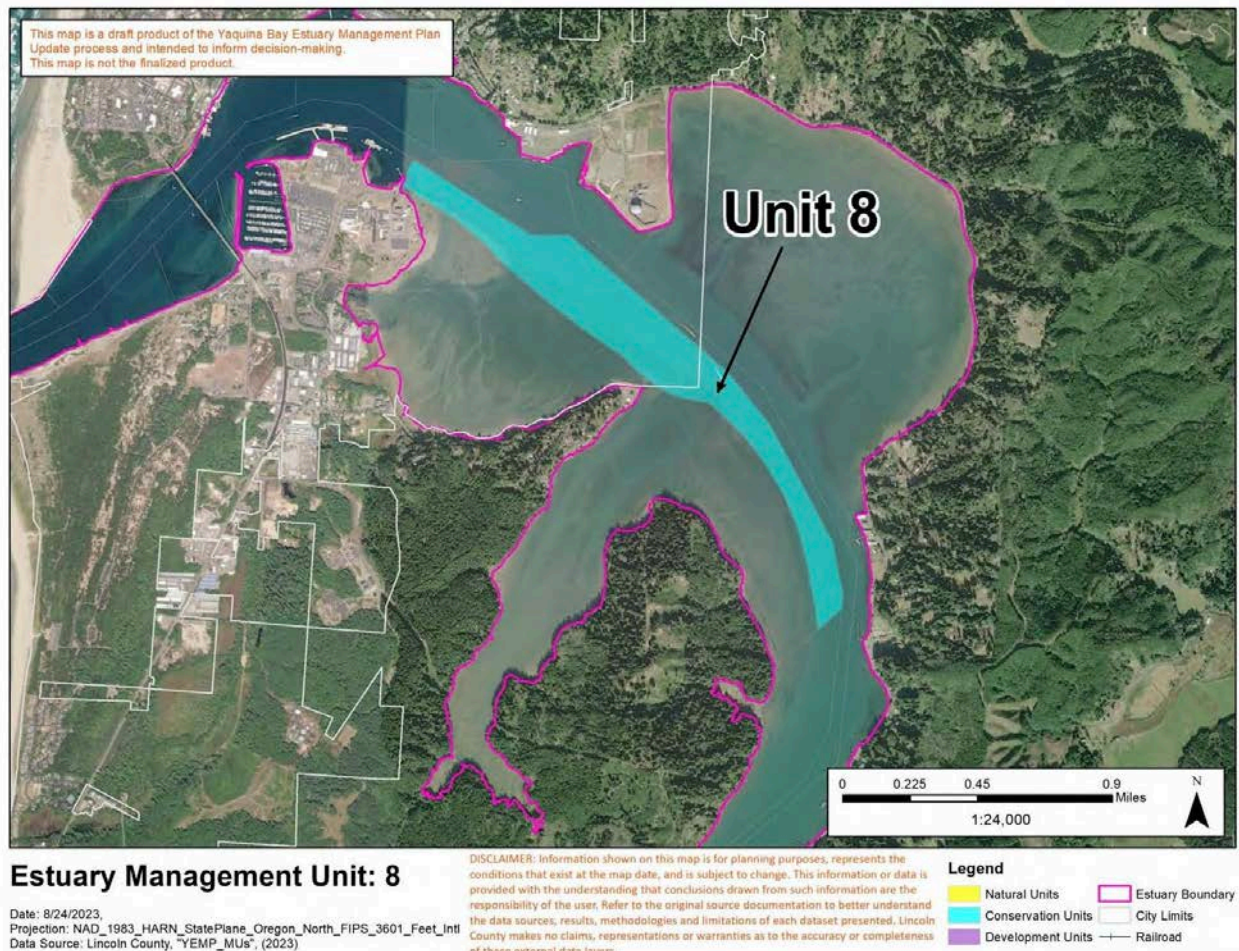 This map is a draft product of the Yaquina Bay Estuary Management Plan
Update process and intended to inform decision-making.
This map is not the finalized product.
Unit 8
0 0.225 0.45 0.9
Miles
1:24,000
N
Estuary Management Unit: 8
Date: 8/24/2023,
Projection: NAD_1983_HARN_StatePlane_Oregon_North_FIPS_3601_Feet_Intl
Data Source: Lincoln County, "YEMP_MUs", (2023)
DISCLAIMER: Information shown on this map is for planning purposes, represents the
conditions that exist at the map date, and is subject to change. This information or data is
provided with the understanding that conclusions drawn from such information are the
responsibility of the user. Refer to the original source documentation to better understand
the data sources, results, methodologies and limitations of each dataset presented. Lincoln
County makes no claims, representations or warranties as to the accuracy or completeness
of these external data layers.
Legend
Natural Units
Conservation Units
Development Units
Estuary Boundary
City Limits
Railroad